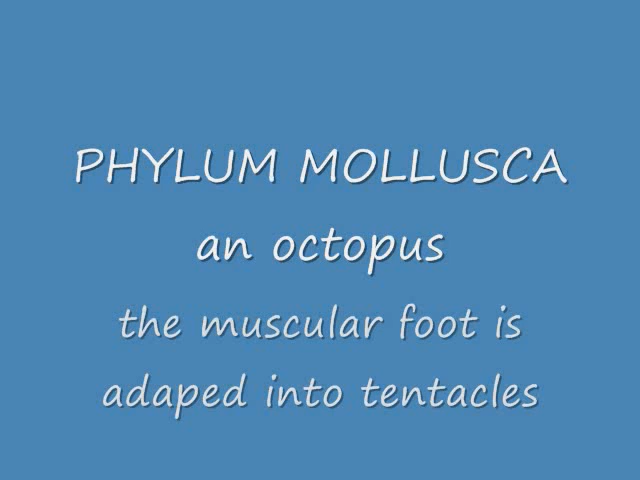 PHYLUM MOLLUSCA
an octopus
the muscular foot is
adaped into tentacles